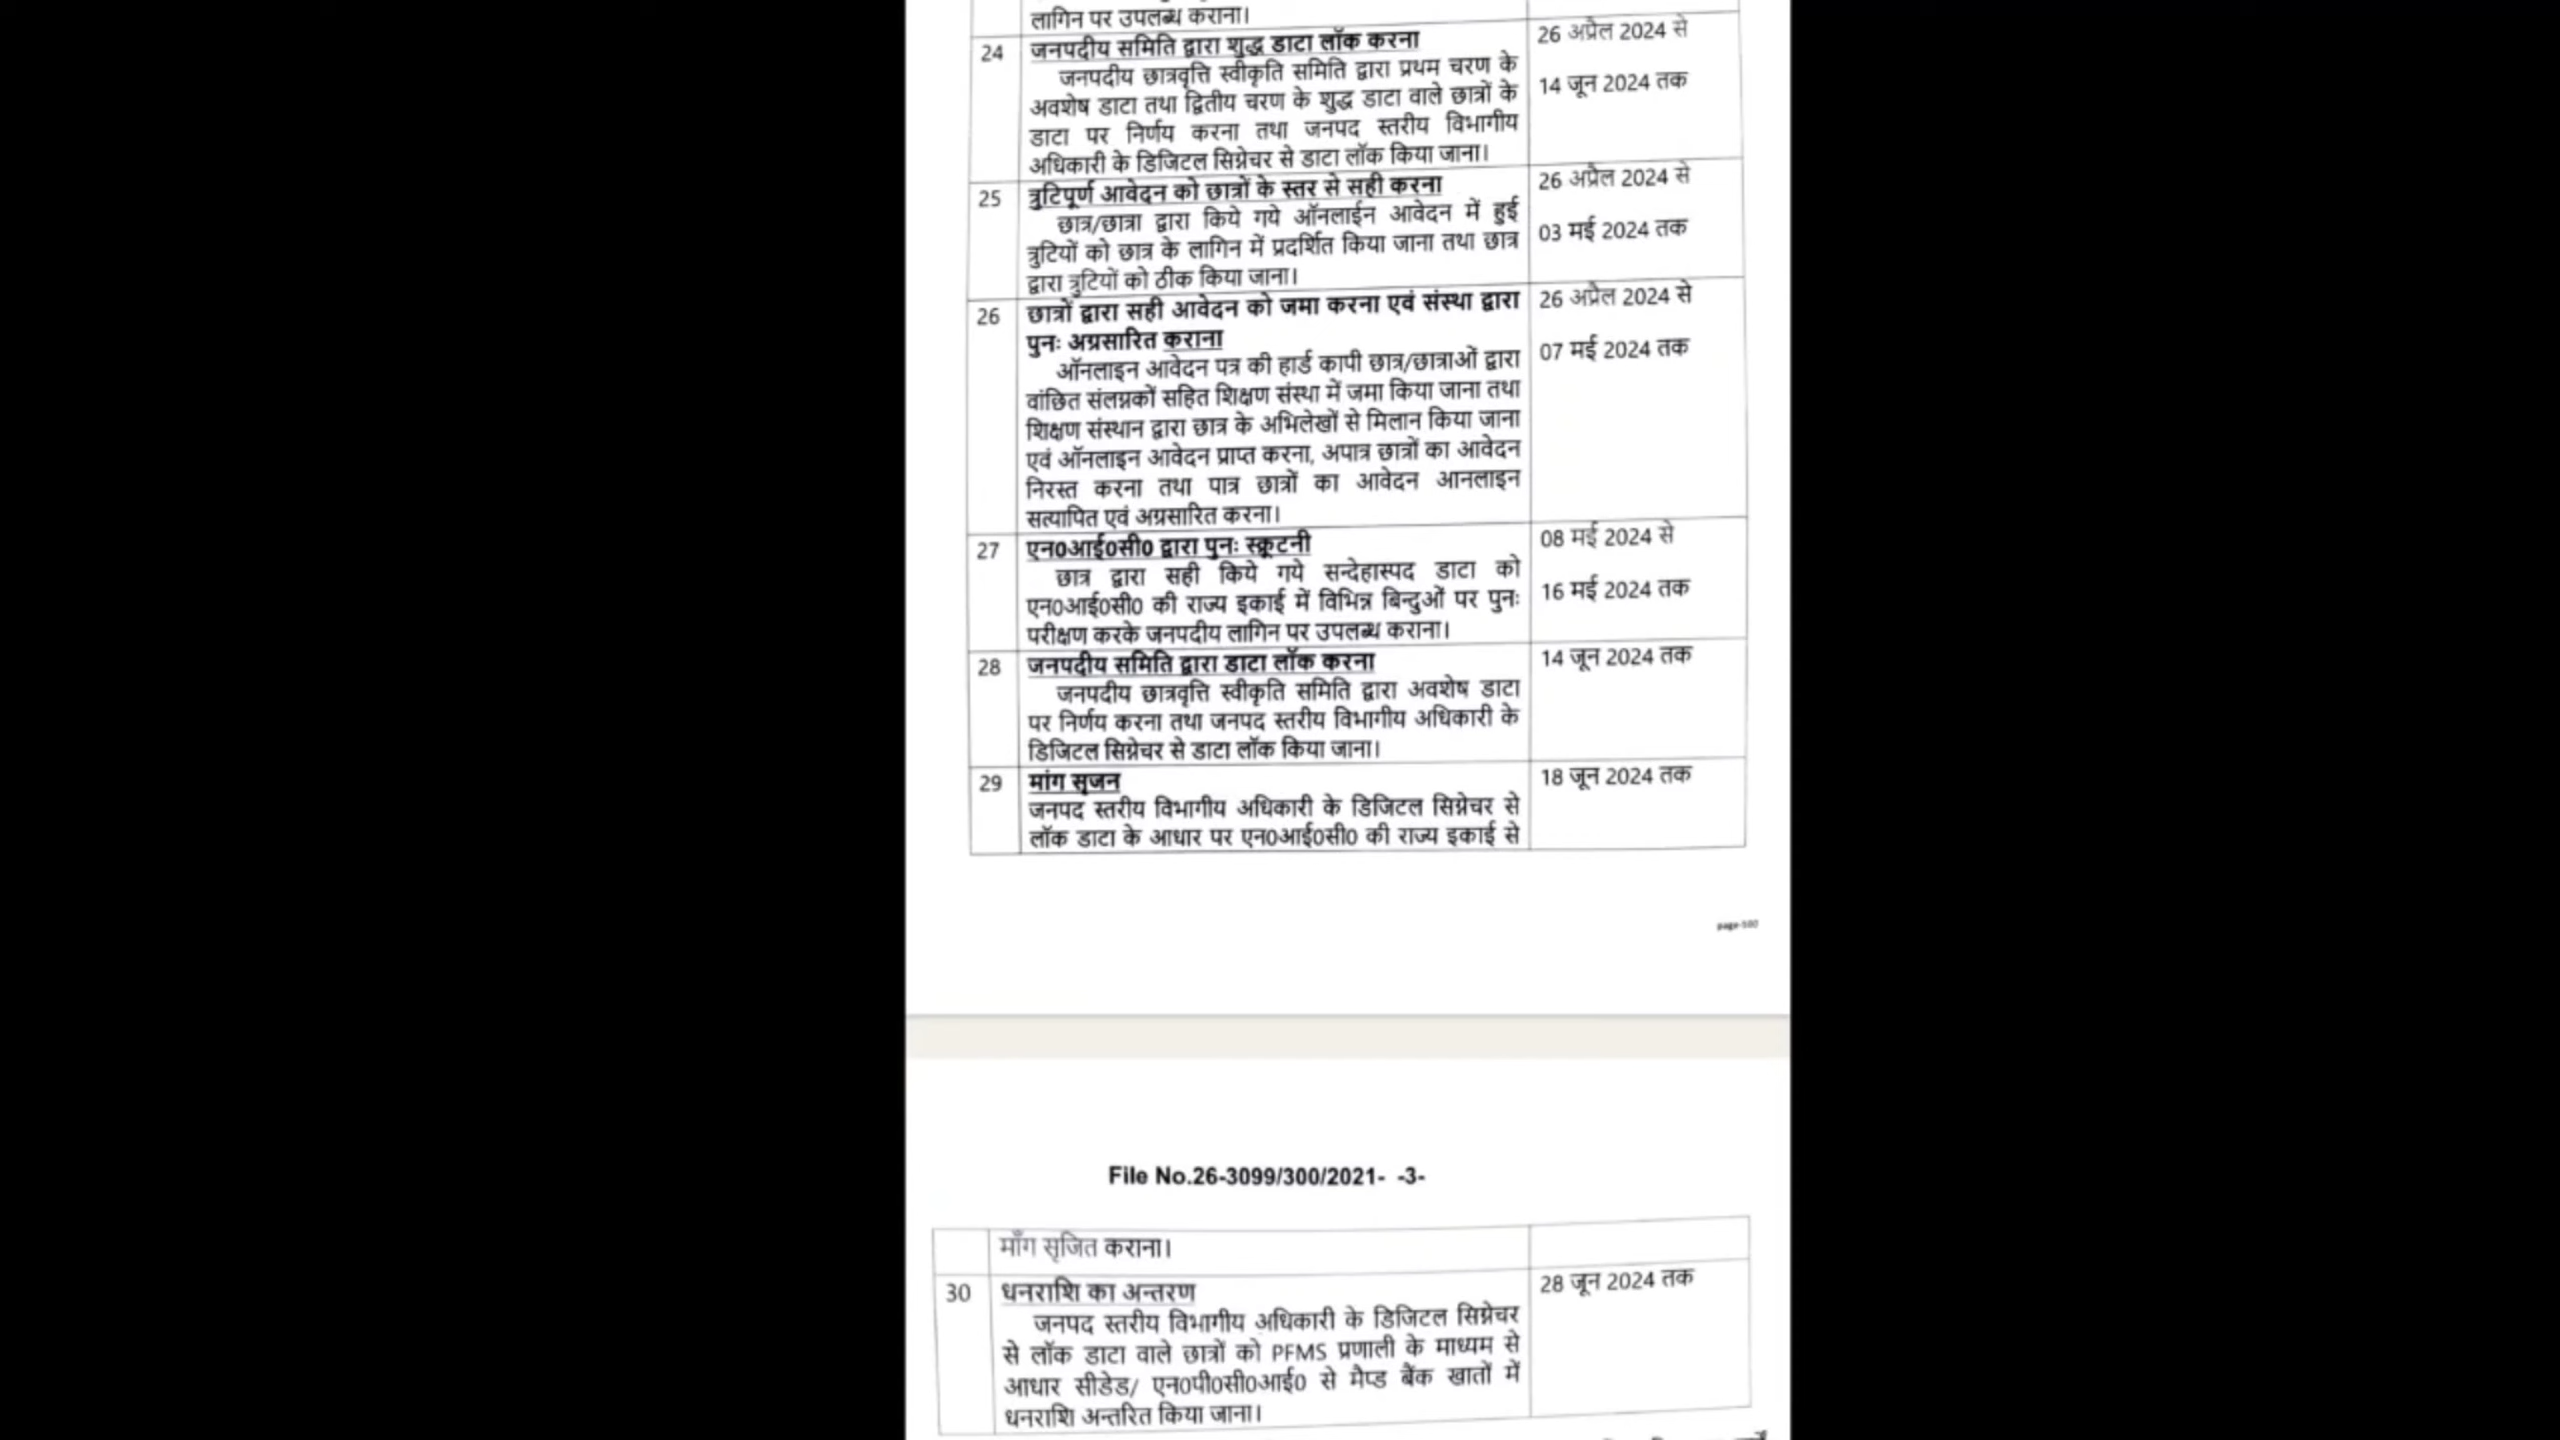 लागिन पर उपलब्ध कराना।
24 जनपदीय समिति द्वारा शुद्ध डाटा लॉक करना 26 अप्रैल 2024 से
जनपदीय छात्रवृत्ति स्वीकृति समिति द्वारा प्रथम चरण के
अवशेष डाटा तथा द्वितीय चरण के शुद्ध डाटा वाले छात्रों के 14 जून 2024 तक
डाटा पर निर्णय करना तथा जनपद स्तरीय विभागीय
अधिकारी के डिजिटल सिग्नेचर से डाटा लॉक किया जाना।
25 त्रुटिपूर्ण आवेदन को छात्रों के स्तर से सही करना 26 अप्रैल 2024 से
छात्र/छात्रा द्वारा किये गये ऑनलाईन आवेदन में हुई
त्रुटियों को छात्र के लागिन में प्रदर्शित किया जाना तथा छात्र 03 मई 2024 तक
द्वारा त्रुटियों को ठीक किया जाना।
26 छात्रों द्वारा सही आवेदन को जमा करना एवं संस्था द्वारा 26 अप्रैल 2024 से
पुनः अग्रसारित कराना
ऑनलाइन आवेदन पत्र की हार्ड कापी छात्र/छात्राओं द्वारा 07 मई 2024 तक
वांछित संलग्नकों सहित शिक्षण संस्था में जमा किया जाना तथा
शिक्षण संस्थान द्वारा छात्र के अभिलेखों से मिलान किया जाना
एवं ऑनलाइन आवेदन प्राप्त करना, अपात्र छात्रों का आवेदन
निरस्त करना तथा पात्र छात्रों का आवेदन आनलाइन
सत्यापित एवं अग्रसारित करना।
27 एन0आई0सी0 द्वारा पुनः स्क्रूटनी 08 मई 2024 से
छात्र द्वारा सही किये गये सन्देहास्पद डाटा को
एन0आई0सी0 की राज्य इकाई में विभिन्न बिन्दुओं पर पुनः 16 मई 2024 तक
परीक्षण करके जनपदीय लागिन पर उपलब्ध कराना।
28 जनपदीय समिति द्वारा डाटा लॉक करना 14 जून 2024 तक
जनपदीय छात्रवृत्ति स्वीकृति समिति द्वारा अवशेष डाटा
पर निर्णय करना तथा जनपद स्तरीय विभागीय अधिकारी के
डिजिटल सिग्नेचर से डाटा लॉक किया जाना।
29 मांग सृजन 18 जून 2024 तक
जनपद स्तरीय विभागीय अधिकारी के डिजिटल सिग्नेचर से
लॉक डाटा के आधार पर एन0आई0सी0 की राज्य इकाई से
File No.26-3099/300/2021- -3-
माँग सृजित कराना।
30 धनराशि का अन्तरण 28 जून 2024 तक
जनपद स्तरीय विभागीय अधिकारी के डिजिटल सिग्नेचर
से लॉक डाटा वाले छात्रों को PFMS प्रणाली के माध्यम से
आधार सीडेड/ एन0पी0सी0आई0 से मैप्ड बैंक खातों में
धनराशि अन्तरित किया जाना।